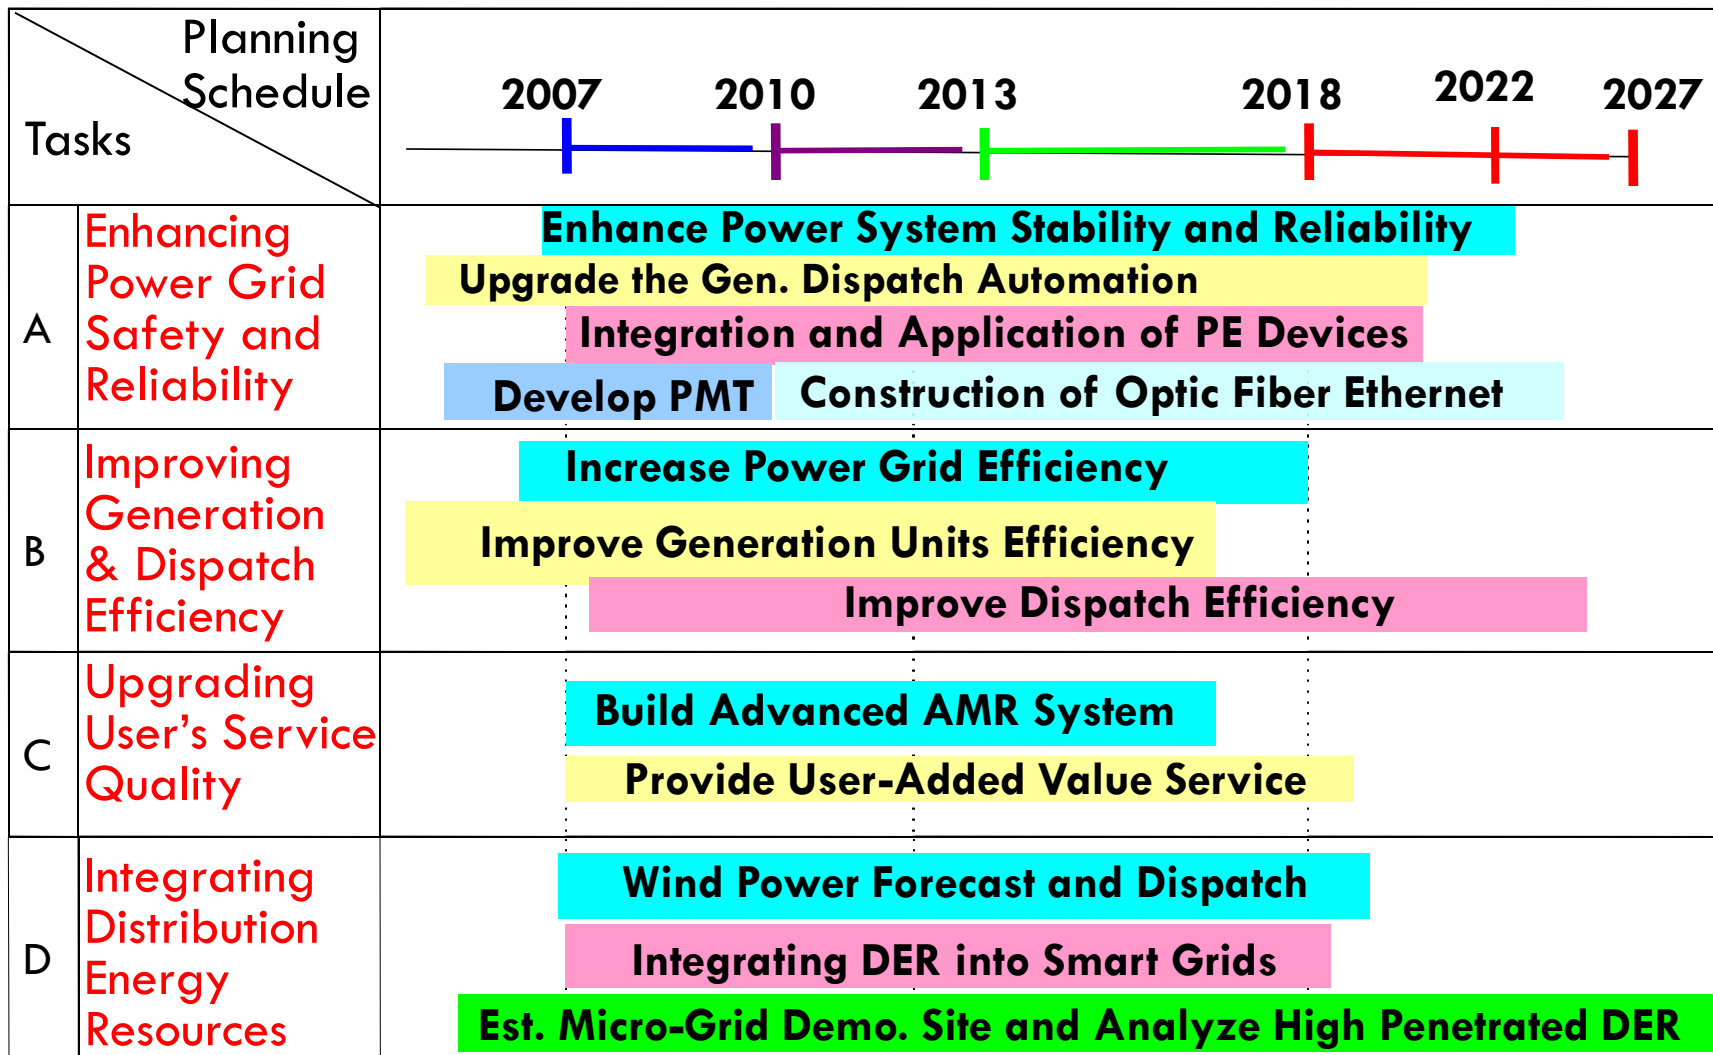 Planning
Schedule
Tasks
2007 2010 2013 2018 2022 2027
A
Enhancing
Power Grid
Safety and
Reliability
Enhance Power System Stability and Reliability
Upgrade the Gen. Dispatch Automation
Integration and Application of PE Devices
Develop PMT
Construction of Optic Fiber Ethernet
B
Improving
Generation
& Dispatch
Efficiency
Increase Power Grid Efficiency
Improve Generation Units Efficiency
Improve Dispatch Efficiency
C
Upgrading
User’s Service
Quality
Build Advanced AMR System
Provide User-Added Value Service
D
Integrating
Distribution
Energy
Resources
Wind Power Forecast and Dispatch
Integrating DER into Smart Grids
Est. Micro-Grid Demo. Site and Analyze High Penetrated DER